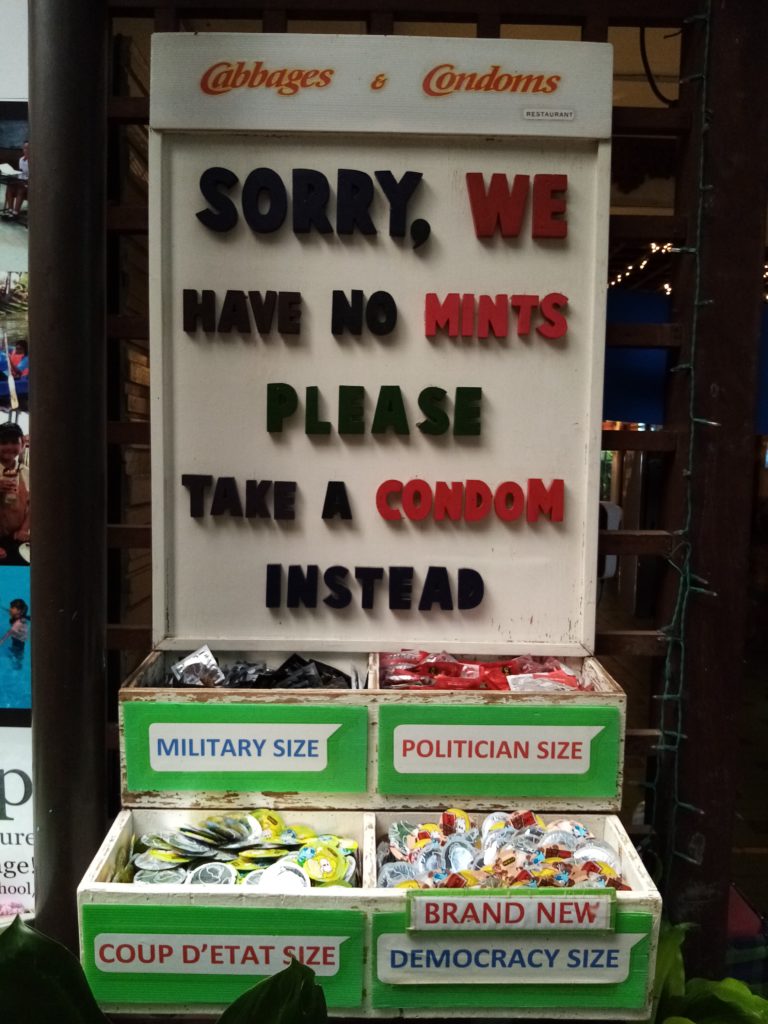 Cabbages & Condoms
RESTAURANT
SORRY, WE
HAVE NO MINTS
PLEASE
TAKE A CONDOM
INSTEAD
MILITARY SIZE
POLITICIAN SIZE
COUP D'ETAT SIZE
BRAND NEW
DEMOCRACY SIZE